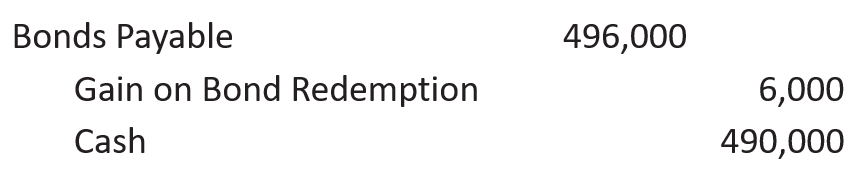 Bonds Payable 496,000
Gain on Bond Redemption 6,000
Cash 490,000